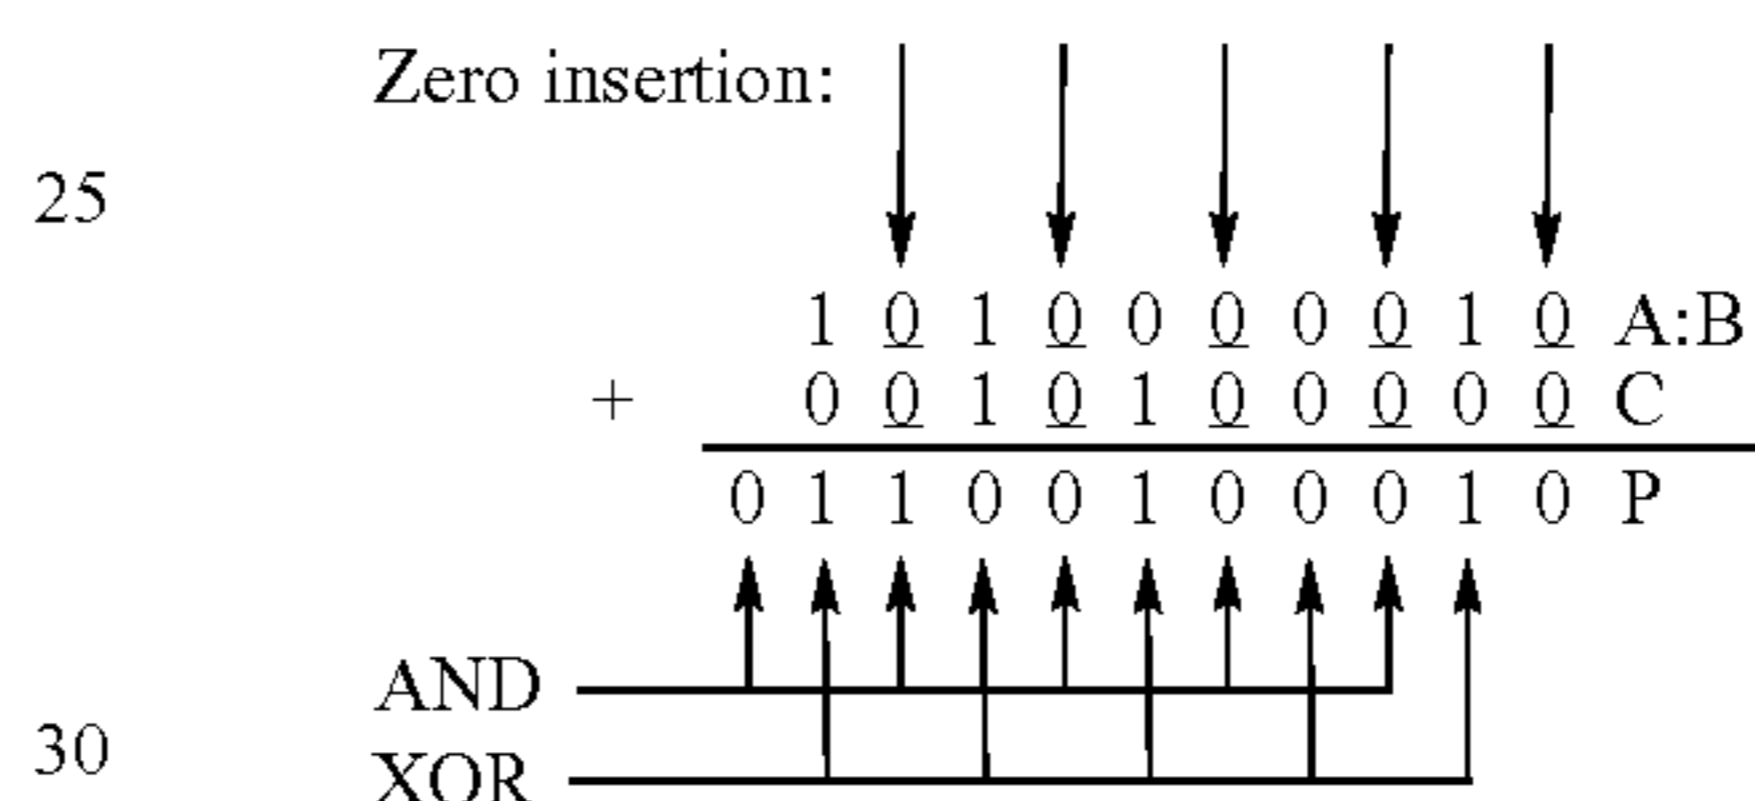 Zero insertion:
25
1 0 1 0 0 0 0 0 1 0 A:B
+ 0 0 1 0 1 0 0 0 0 0 C
0 1 1 0 0 1 0 0 0 1 0 P
AND
30
XOR